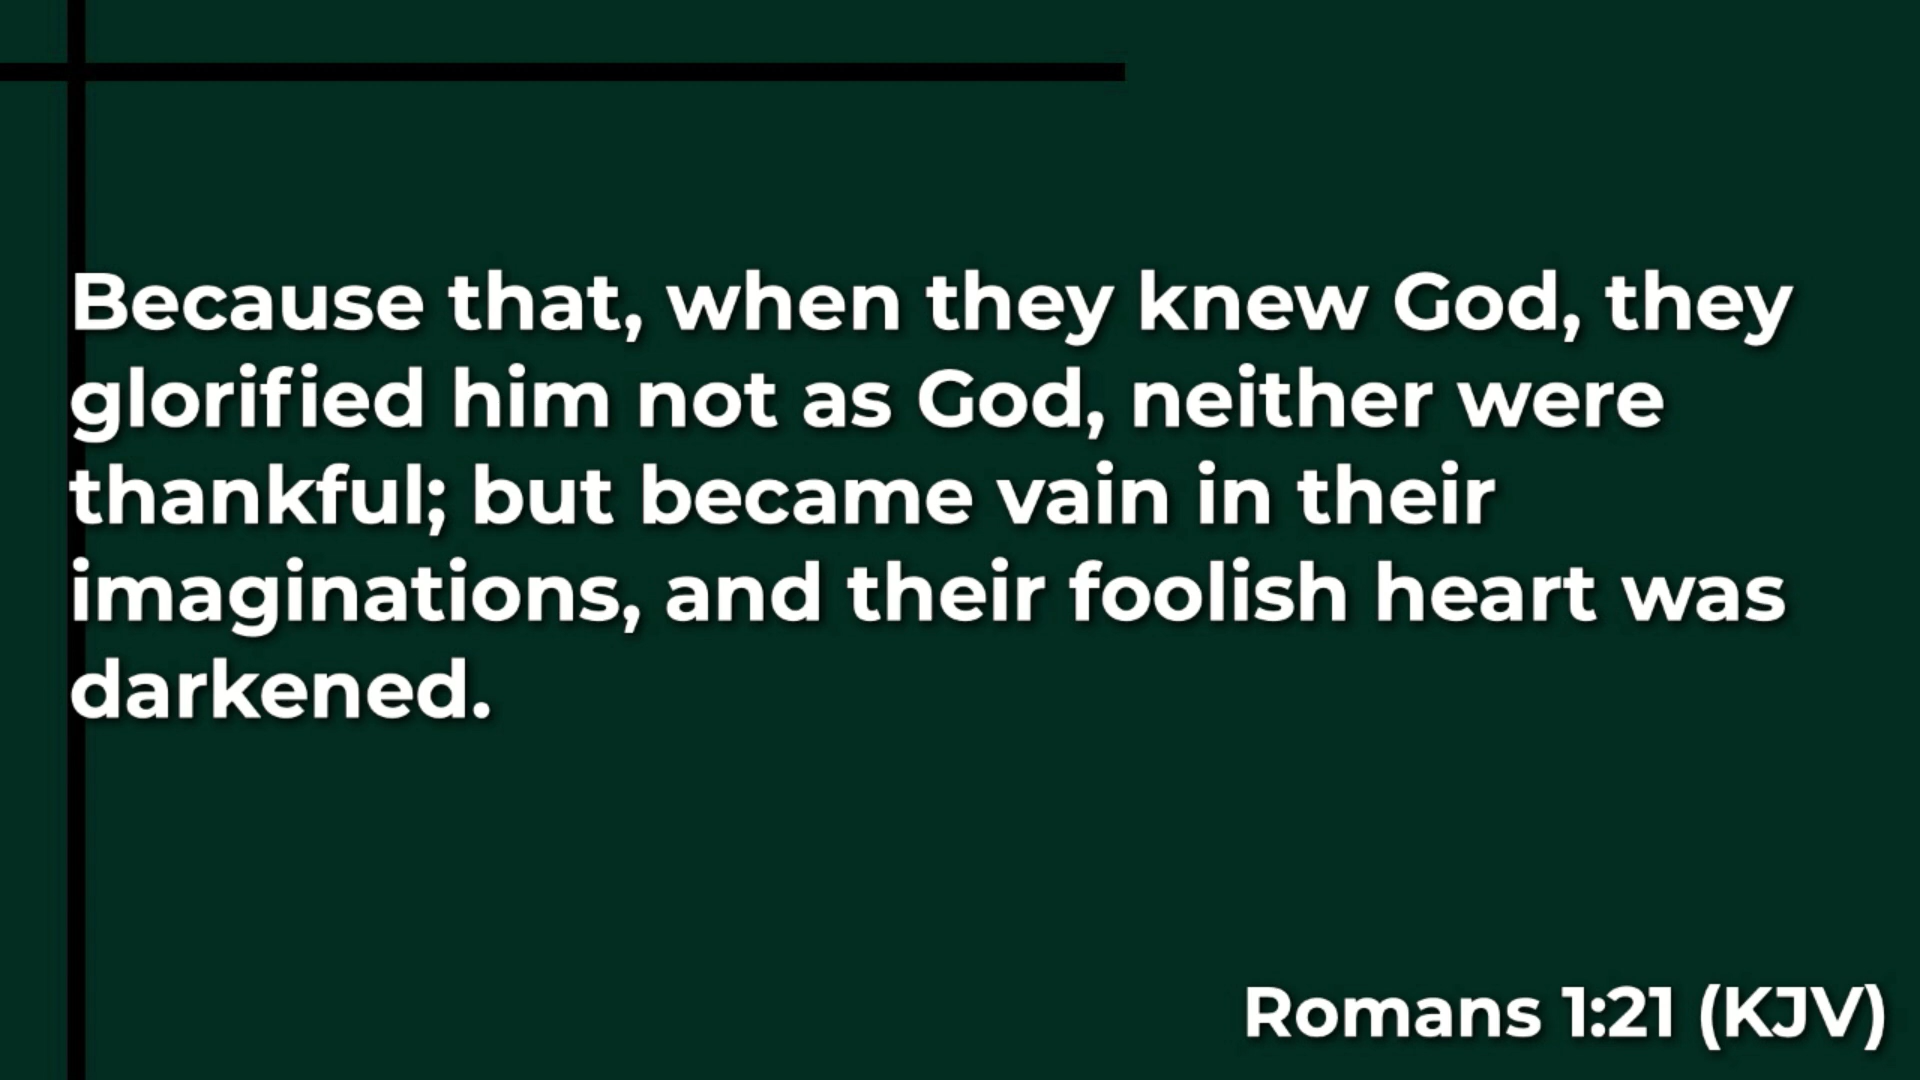 Because that, when they knew God, they
glorified him not as God, neither were
thankful; but became vain in their
imaginations, and their foolish heart was
darkened.
Romans 1:21 (KJV)